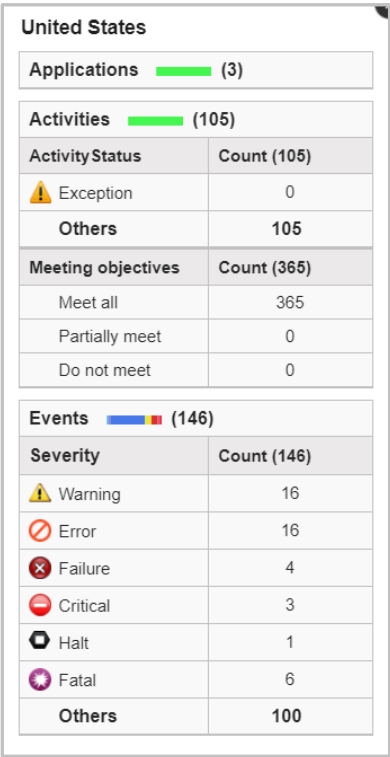 United States
Applications (3)
Activities (105)
Activity Status Count (105)
Exception 0
Others 105
Meeting objectives Count (365)
Meet all 365
Partially meet 0
Do not meet 0
Events (146)
Severity Count (146)
Warning 16
Error 16
Failure 4
Critical 3
Halt 1
Fatal 6
Others 100